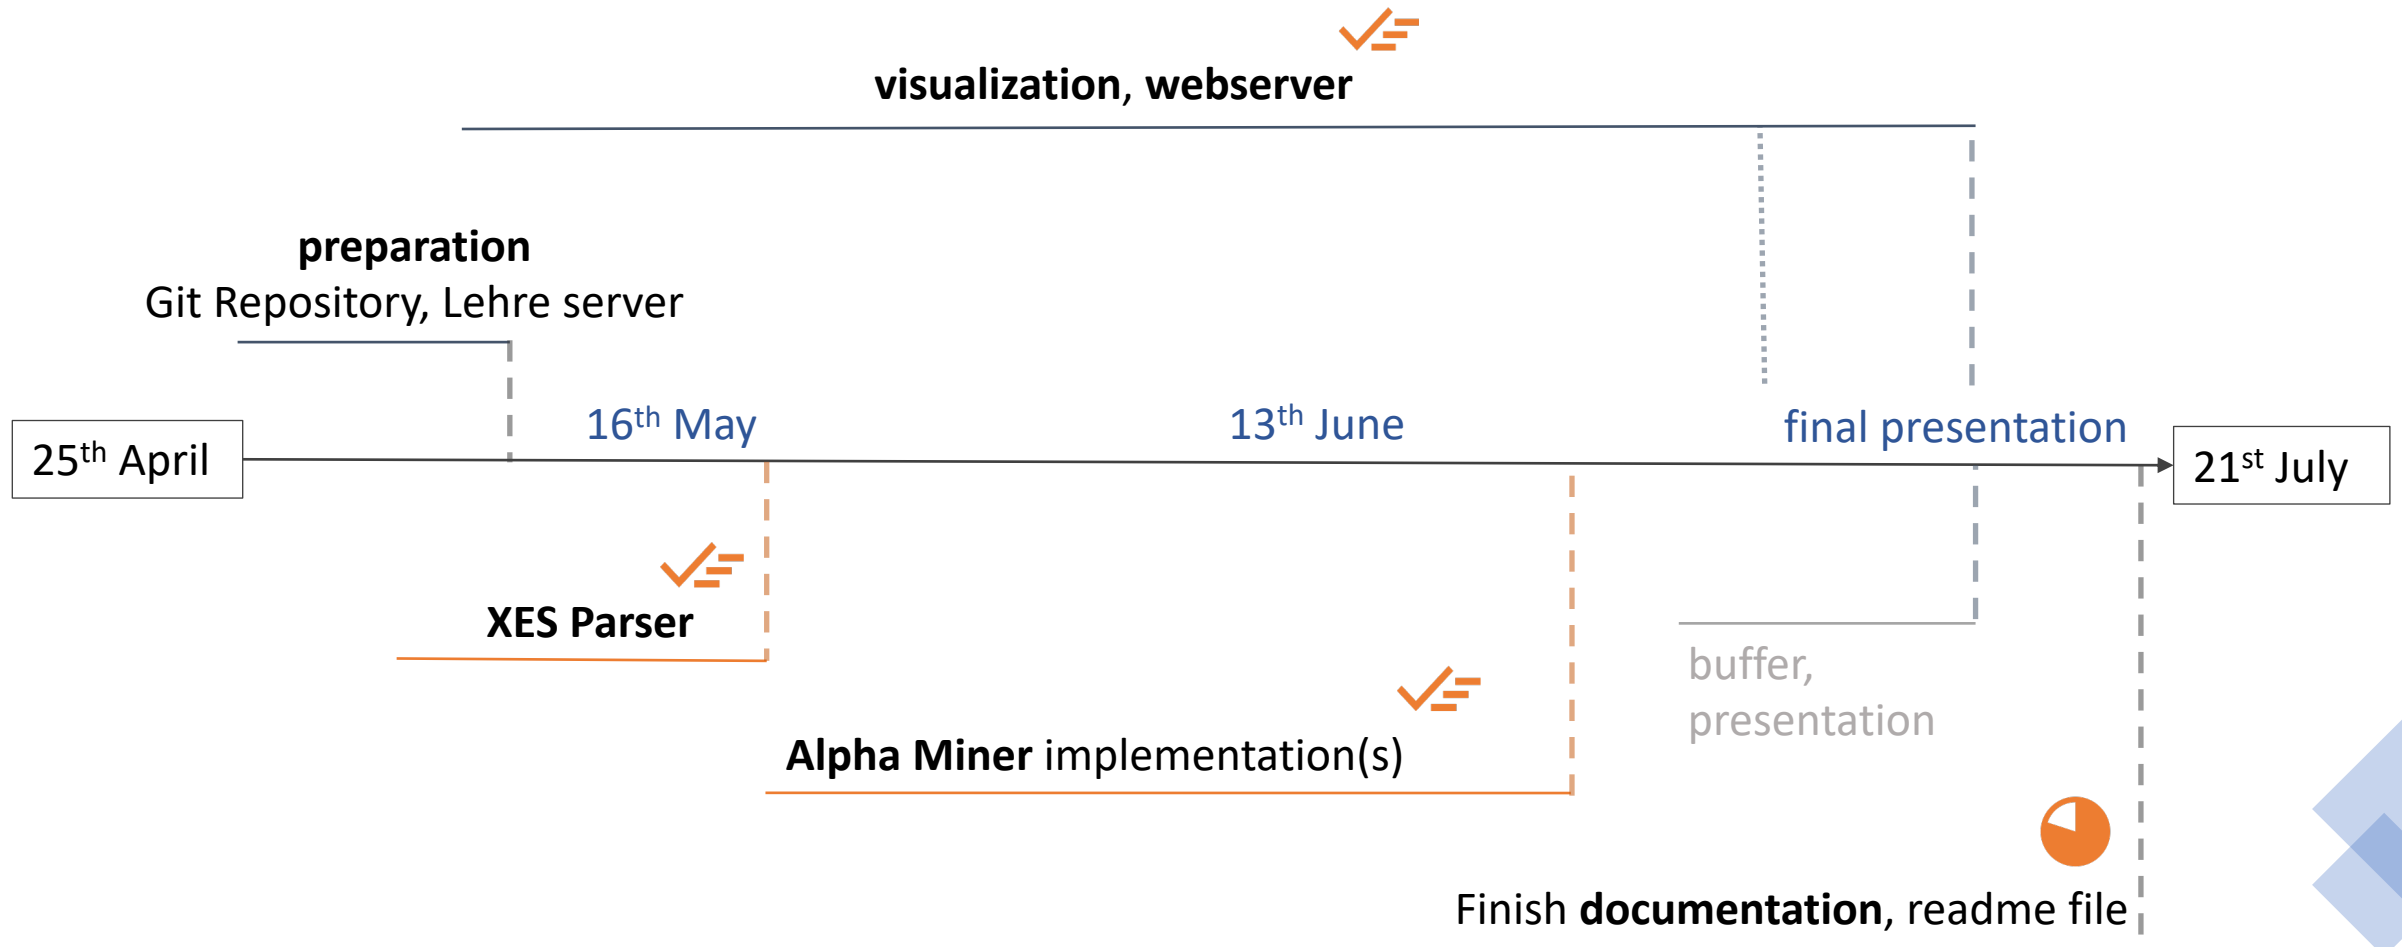 visualization, webserver
preparation
Git Repository, Lehre server
16th May
13th June
final presentation
25th April
21st July
XES Parser
buffer,
presentation
Alpha Miner implementation(s)
Finish documentation, readme file